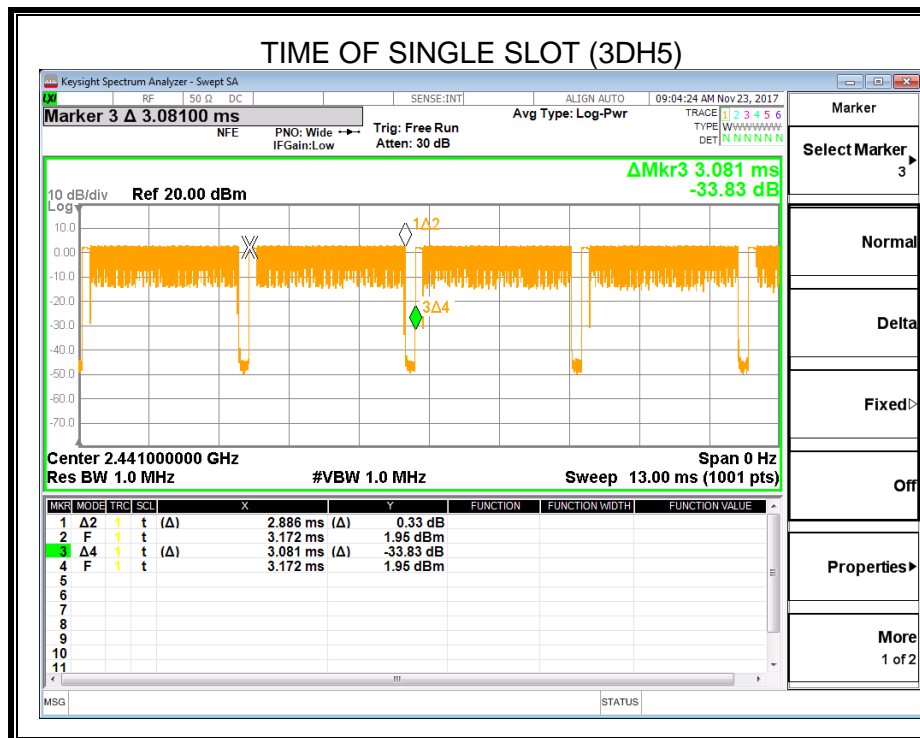 TIME OF SINGLE SLOT (3DH5)
Keysight Spectrum Analyzer - Swept SA
LXI RF 50 Ω DC SENSE:INT ALIGN AUTO 09:04:24 AM Nov 23, 2017
Marker 3 Δ 3.08100 ms
NFE
PNO: Wide
IFGain:Low
Trig: Free Run
Atten: 30 dB
Avg Type: Log-Pwr
TRACE 1 2 3 4 5 6
TYPE WWWWWWW
DET N N N N N N
ΔMkr3 3.081 ms
-33.83 dB
10 dB/div Ref 20.00 dBm
Log
10.0
0.00
-10.0
-20.0
-30.0
-40.0
-50.0
-60.0
-70.0
1Δ2
3Δ4
Center 2.441000000 GHz Span 0 Hz
Res BW 1.0 MHz #VBW 1.0 MHz Sweep 13.00 ms (1001 pts)
MKR MODE TRC SCL X Y FUNCTION FUNCTION WIDTH FUNCTION VALUE
1 Δ2 1 t (Δ) 2.886 ms (Δ) 0.33 dB
2 F 1 t 3.172 ms 1.95 dBm
3 Δ4 1 t (Δ) 3.081 ms (Δ) -33.83 dB
4 F 1 t 3.172 ms 1.95 dBm
5
6
7
8
9
10
11
MSG STATUS
Marker
Select Marker
3
Normal
Delta
Fixed
Off
Properties
More
1 of 2